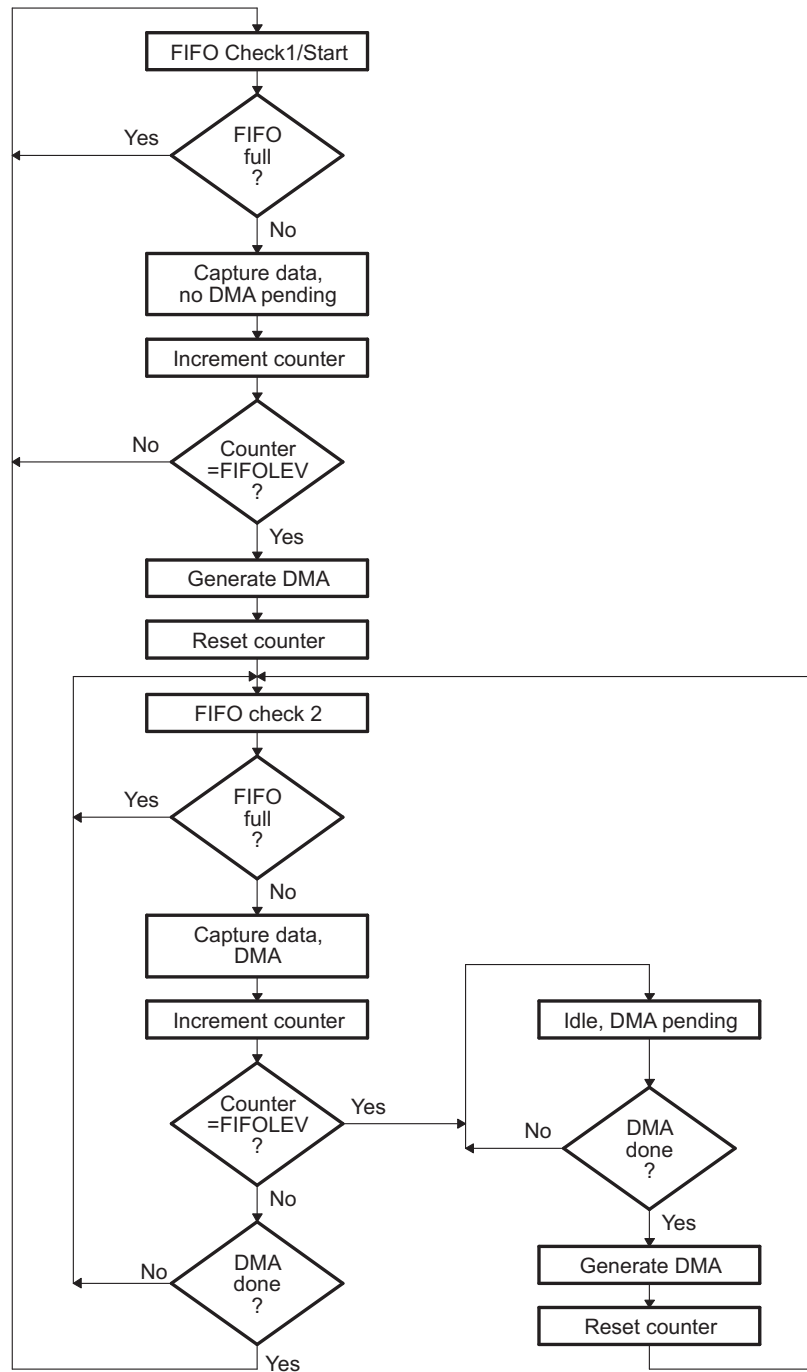 FIFO Check1/Start
Yes
FIFO
full
?
No
Capture data,
no DMA pending
Increment counter
No
Counter
=FIFOLEV
?
Yes
Generate DMA
Reset counter
FIFO check 2
Yes
FIFO
full
?
No
Capture data,
DMA
Increment counter
Idle, DMA pending
Counter
=FIFOLEV
?
Yes
No
DMA
done
?
No
Yes
No
DMA
done
?
Generate DMA
Reset counter
Yes